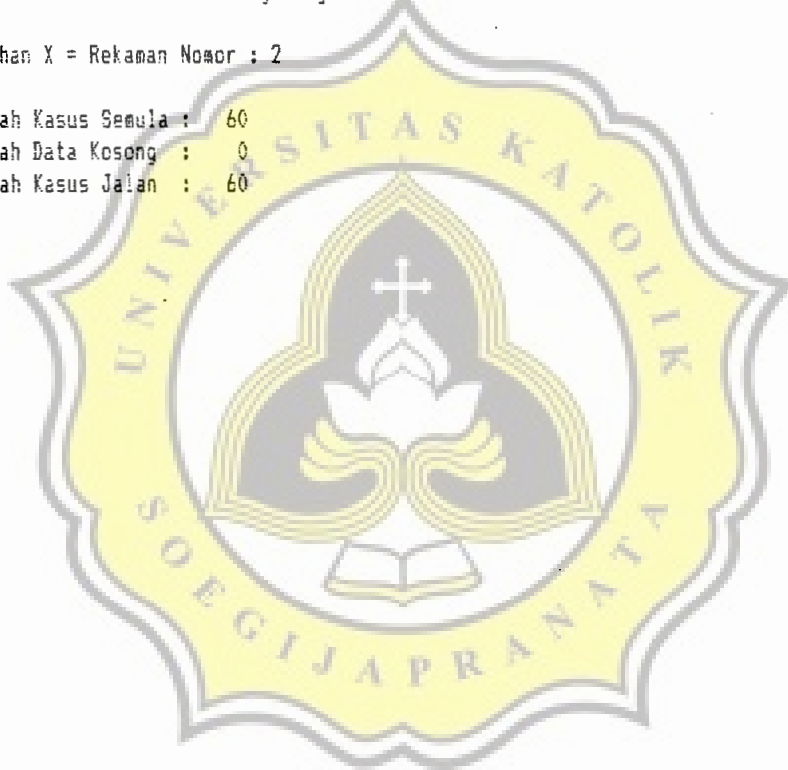 han X = Rekaman Nomor : 2
ah Kasus Semula : 60
ah Data Kosong : 0
ah Kasus Jalan : 60
UNIVERSITAS KATOLIK
SOEGIJAPRANATA